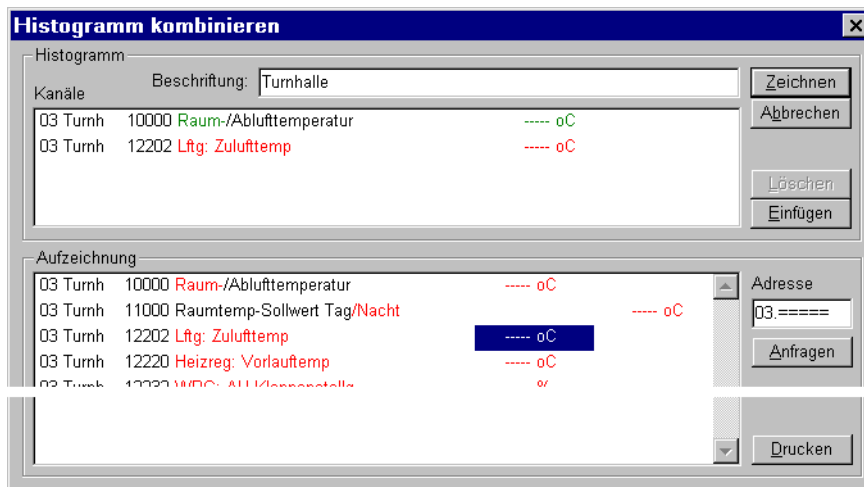 Histogramm kombinieren
Histogramm
Kanäle
Beschriftung: Turnhalle
Zeichnen
Abbrechen
03 Turnh 10000 Raum-/Ablufttemperatur ----- oC
03 Turnh 12202 Lftg: Zulufttemp ----- oC
Löschen
Einfügen
Aufzeichnung
03 Turnh 10000 Raum-/Ablufttemperatur ----- oC
03 Turnh 11000 Raumtemp-Sollwert Tag/Nacht ----- oC
03 Turnh 12202 Lftg: Zulufttemp ----- oC
03 Turnh 12220 Heizreg: Vorlauftemp ----- oC
03 Turnh
Adresse
03.=====
Anfragen
Drucken